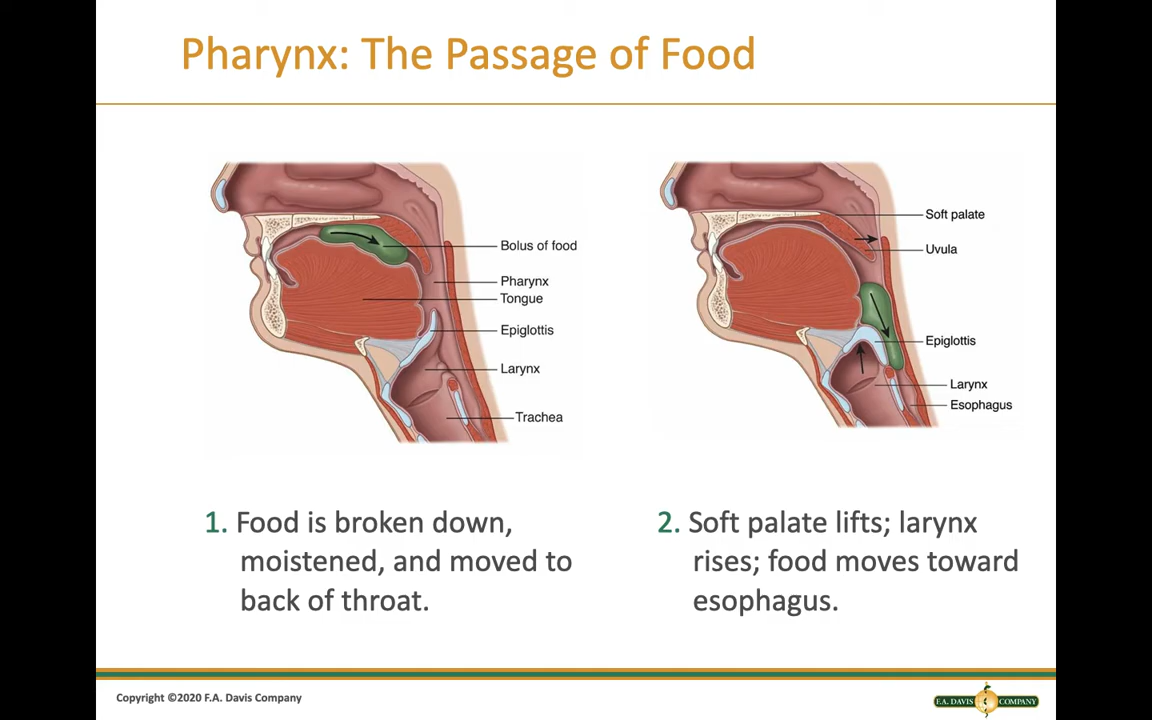 Pharynx: The Passage of Food
Bolus of food
Pharynx
Tongue
Epiglottis
Larynx
Trachea
Soft palate
Uvula
Epiglottis
Larynx
Esophagus
1. Food is broken down,
moistened, and moved to
back of throat.
2. Soft palate lifts; larynx
rises; food moves toward
esophagus.
Copyright ©2020 F.A. Davis Company
F.A. DAVIS COMPANY